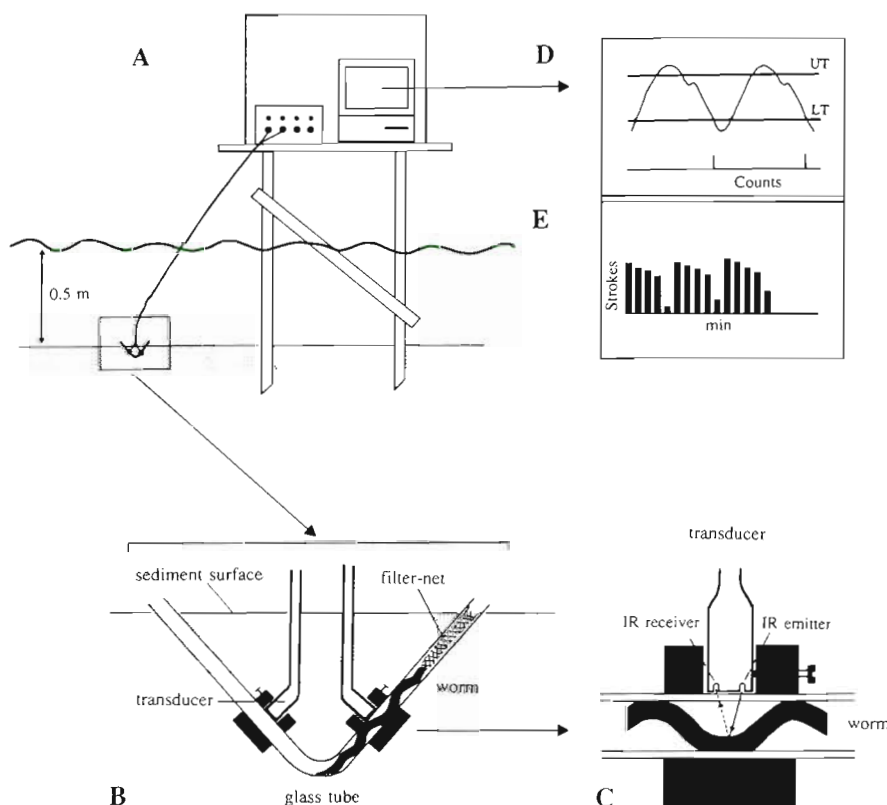 A
D
UT
LT
Counts
E
0.5 m
Strokes
min
transducer
sediment surface
filter-net
IR receiver
IR emitter
transducer
worm
worm
B
glass tube
C